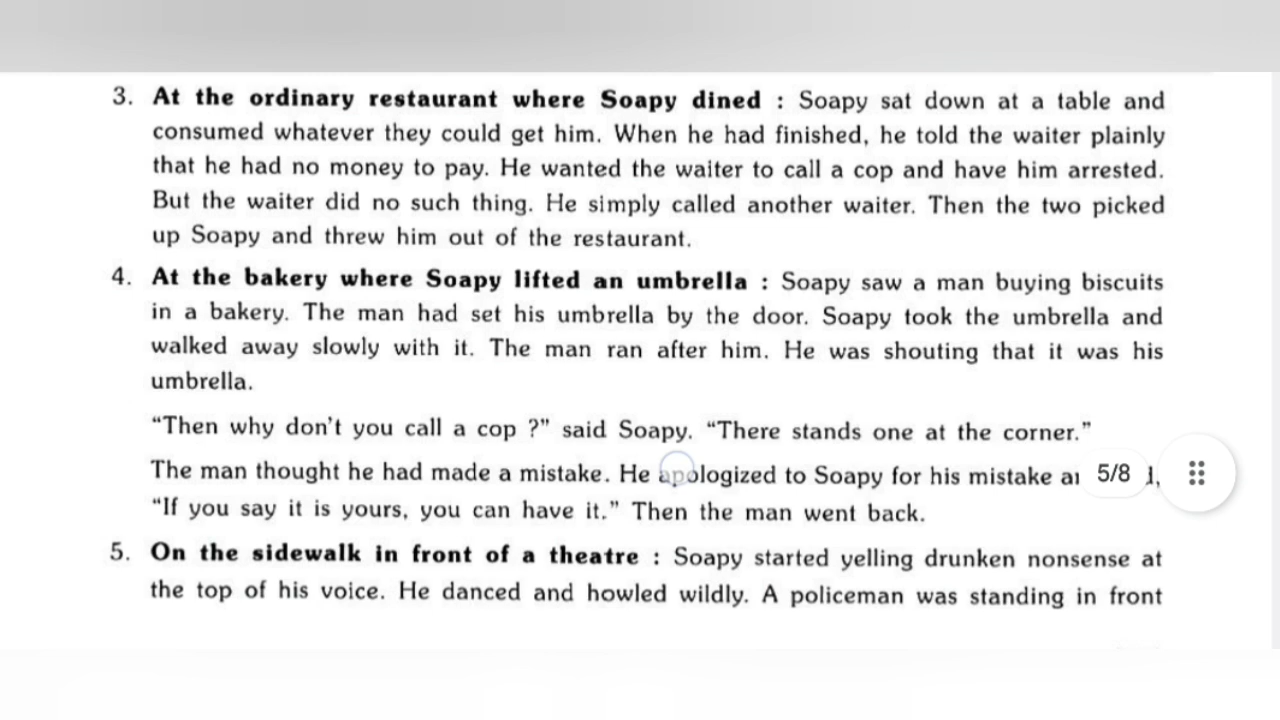 3. At the ordinary restaurant where Soapy dined : Soapy sat down at a table and
consumed whatever they could get him. When he had finished, he told the waiter plainly
that he had no money to pay. He wanted the waiter to call a cop and have him arrested.
But the waiter did no such thing. He simply called another waiter. Then the two picked
up Soapy and threw him out of the restaurant.
4. At the bakery where Soapy lifted an umbrella : Soapy saw a man buying biscuits
in a bakery. The man had set his umbrella by the door. Soapy took the umbrella and
walked away slowly with it. The man ran after him. He was shouting that it was his
umbrella.
“Then why don’t you call a cop ?” said Soapy. “There stands one at the corner.”
The man thought he had made a mistake. He apologized to Soapy for his mistake
5/8
“If you say it is yours, you can have it.” Then the man went back.
5. On the sidewalk in front of a theatre : Soapy started yelling drunken nonsense at
the top of his voice. He danced and howled wildly. A policeman was standing in front